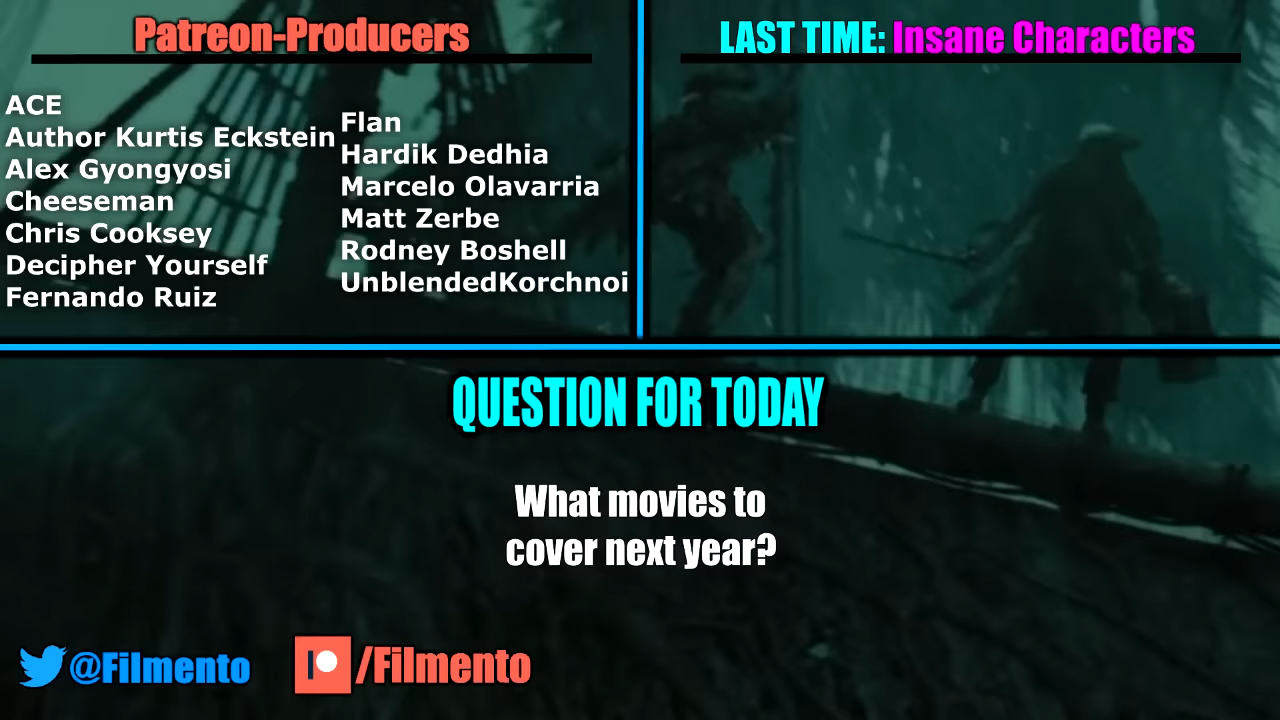 Patreon-Producers
ACE
Author Kurtis Eckstein
Alex Gyongyosi
Cheeseman
Chris Cooksey
Decipher Yourself
Fernando Ruiz
Flan
Hardik Dedhia
Marcelo Olavarria
Matt Zerbe
Rodney Boshell
UnblendedKorchnoi
LAST TIME: Insane Characters
QUESTION FOR TODAY
What movies to
cover next year?
@Filmento
/Filmento